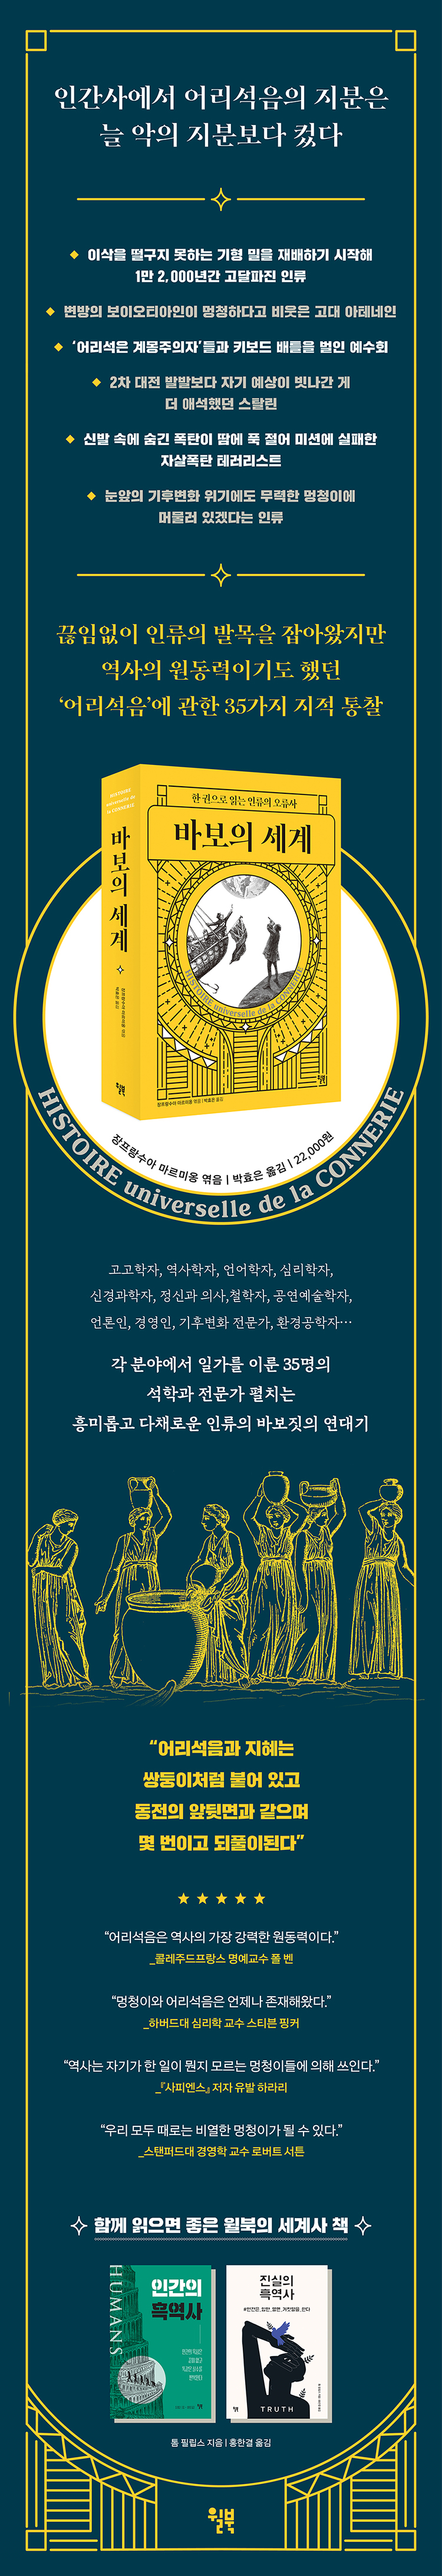 인간사에서 어리석음의 지분은
늘 악의 지분보다 컸다
이삭을 떨구지 못하는 기형 밀을 재배하기 시작해
1만 2,000년간 고달파진 인류
변방의 보이오티아인이 멍청하다고 비웃은 고대 아테네인
‘어리석은 계몽주의자’들과 키보드 배틀을 벌인 예수회
2차 대전 발발보다 자기 예상이 빗나간 게
더 애석했던 스탈린
신발 속에 숨긴 폭탄이 땀에 푹 절어 미션에 실패한
자살폭탄 테러리스트
눈앞의 기후변화 위기에도 무력한 멍청이에
머물러 있겠다는 인류
끊임없이 인류의 발목을 잡아왔지만
역사의 원동력이기도 했던
‘어리석음’에 관한 35가지 지적 통찰
HISTOIRE
universelle de
la CONNERIE
바보의 세계
윌북
한 권으로 읽는 인류의 오류사
바보의 세계
HISTOIRE universelle de la CONNERIE
장프랑수아 마르미옹 엮음 | 박효은 옮김
윌북
장프랑수아 마르미옹 엮음 | 박효은 옮김 | 22,000원
HISTOIRE universelle de la CONNERIE
고고학자, 역사학자, 언어학자, 심리학자,
신경과학자, 정신과 의사,철학자, 공연예술학자,
언론인, 경영인, 기후변화 전문가, 환경공학자…
각 분야에서 일가를 이룬 35명의
석학과 전문가 펼치는
흥미롭고 다채로운 인류의 바보짓의 연대기
“어리석음과 지혜는
쌍둥이처럼 붙어 있고
동전의 앞뒷면과 같으며
몇 번이고 되풀이된다”
“어리석음은 역사의 가장 강력한 원동력이다.”
_콜레주드프랑스 명예교수 폴 벤
“멍청이와 어리석음은 언제나 존재해왔다.”
_하버드대 심리학 교수 스티븐 핑커
“역사는 자기가 한 일이 뭔지 모르는 멍청이들에 의해 쓰인다.”
_『사피엔스』 저자 유발 하라리
“우리 모두 때로는 비열한 멍청이가 될 수 있다.”
_스탠퍼드대 경영학 교수 로버트 서튼
함께 읽으면 좋은 윌북의 세계사 책
HUMANS
인간의
흑역사
진실의
흑역사
TRUTH
톰 필립스 지음 | 홍한결 옮김
윌북